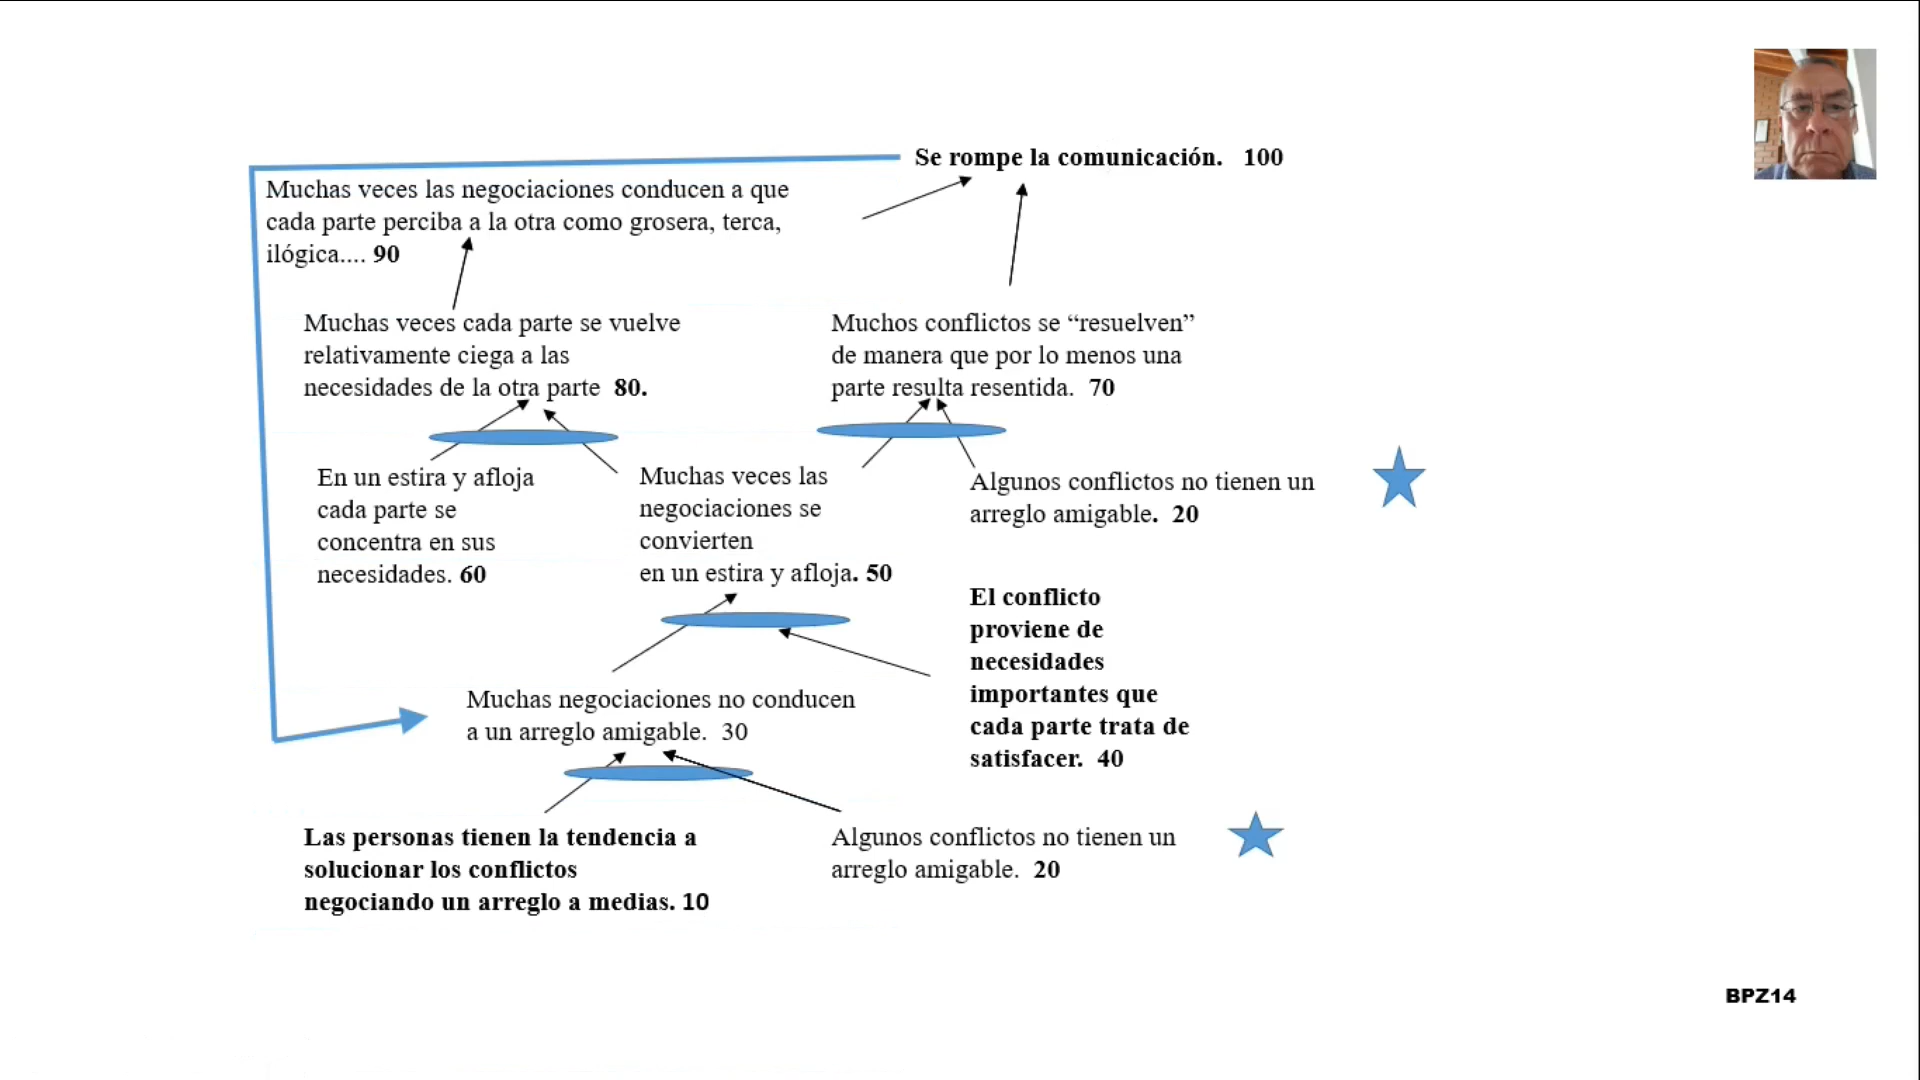 Se rompe la comunicación. 100
Muchas veces las negociaciones conducen a que
cada parte perciba a la otra como grosera, terca,
ilógica.... 90
Muchas veces cada parte se vuelve
relativamente ciega a las
necesidades de la otra parte 80.
Muchos conflictos se “resuelven”
de manera que por lo menos una
parte resulta resentida. 70
En un estira y afloja
cada parte se
concentra en sus
necesidades. 60
Muchas veces las
negociaciones se
convierten
en un estira y afloja. 50
Algunos conflictos no tienen un
arreglo amigable. 20
El conflicto
proviene de
necesidades
importantes que
cada parte trata de
satisfacer. 40
Muchas negociaciones no conducen
a un arreglo amigable. 30
Las personas tienen la tendencia a
solucionar los conflictos
negociando un arreglo a medias. 10
Algunos conflictos no tienen un
arreglo amigable. 20
BPZ14